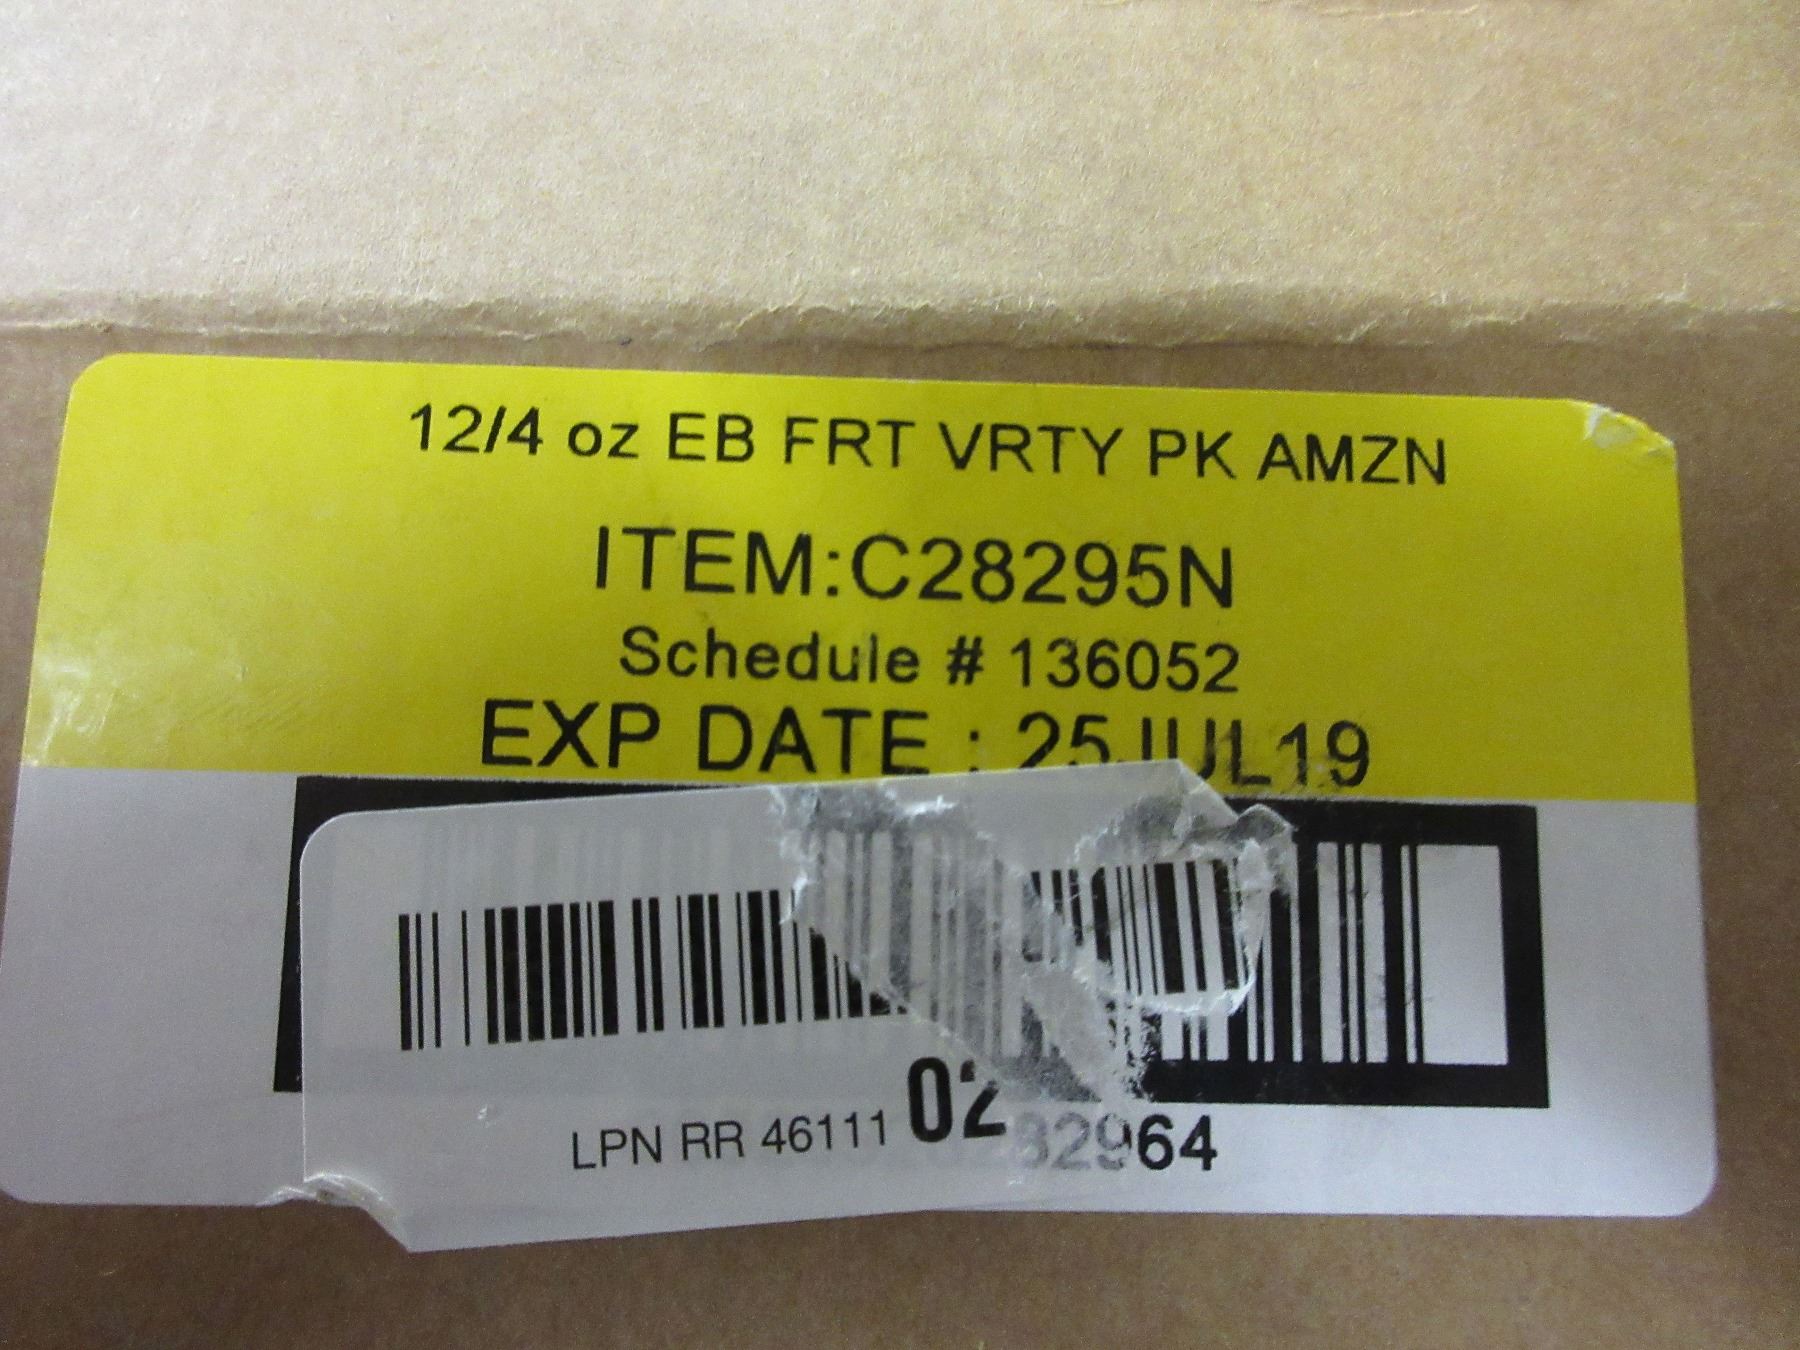 12/4 oz EB FRT VRTY PK AMZN
ITEM:C28295N
Schedule # 136052
EXP DATE : 25JUL19
LPN RR 46111 02